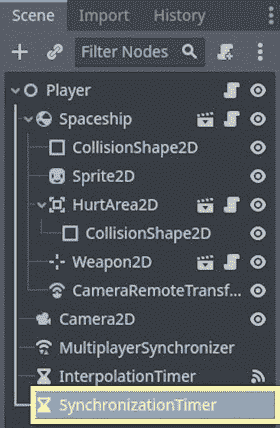 Scene Import History
Filter Nodes
Player
Spaceship
CollisionShape2D
Sprite2D
HurtArea2D
CollisionShape2D
Weapon2D
CameraRemoteTransf...
Camera2D
MultiplayerSynchronizer
InterpolationTimer
SynchronizationTimer